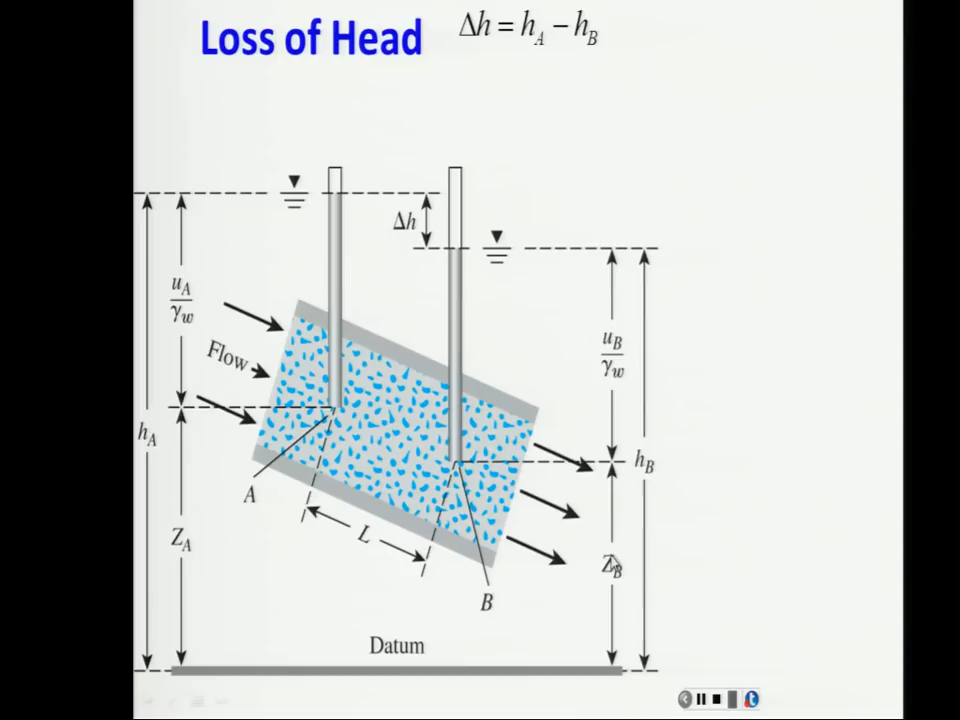 Loss of Head
Δh = h_A − h_B
Δh
u_A
γ_w
u_B
γ_w
Flow
h_A
h_B
A
L
Z_A
Z_B
B
Datum
t